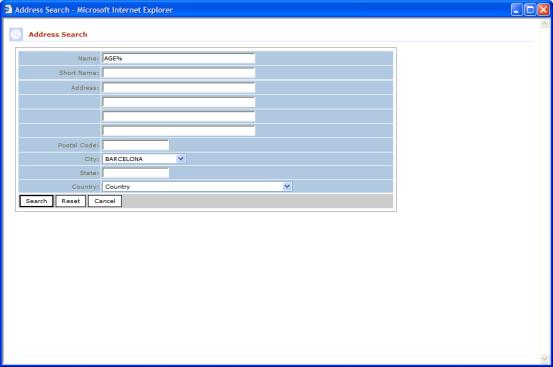 Address Search - Microsoft Internet Explorer
Address Search
Name: AGE%
Short Name:
Address:
Postal Code:
City: BARCELONA
State:
Country: Country
Search Reset Cancel